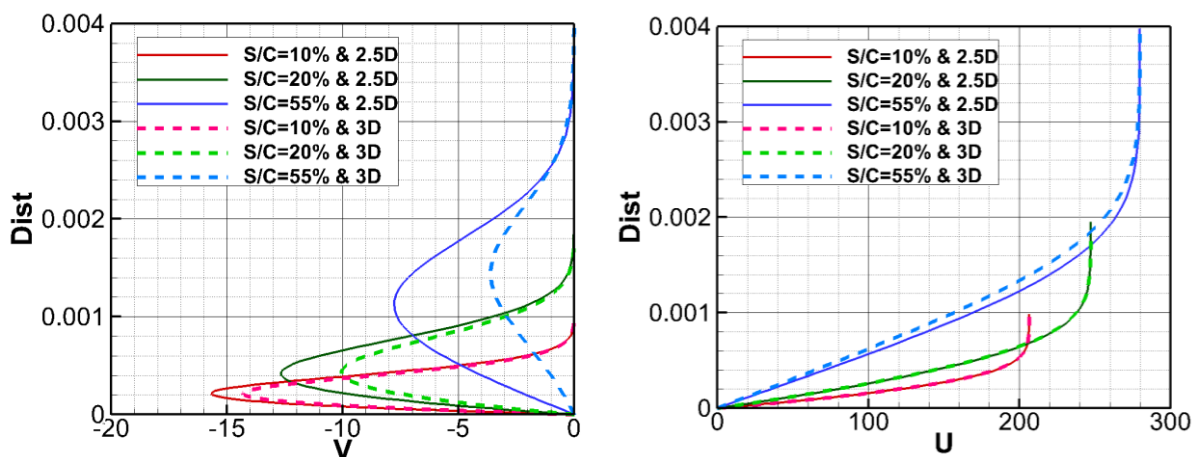 0.004
S/C=10% & 2.5D
S/C=20% & 2.5D
S/C=55% & 2.5D
S/C=10% & 3D
S/C=20% & 3D
S/C=55% & 3D
0.003
0.002
0.001
0
Dist
-20 -15 -10 -5 0
V
0.004
S/C=10% & 2.5D
S/C=20% & 2.5D
S/C=55% & 2.5D
S/C=10% & 3D
S/C=20% & 3D
S/C=55% & 3D
0.003
0.002
0.001
0
Dist
0 100 200 300
U